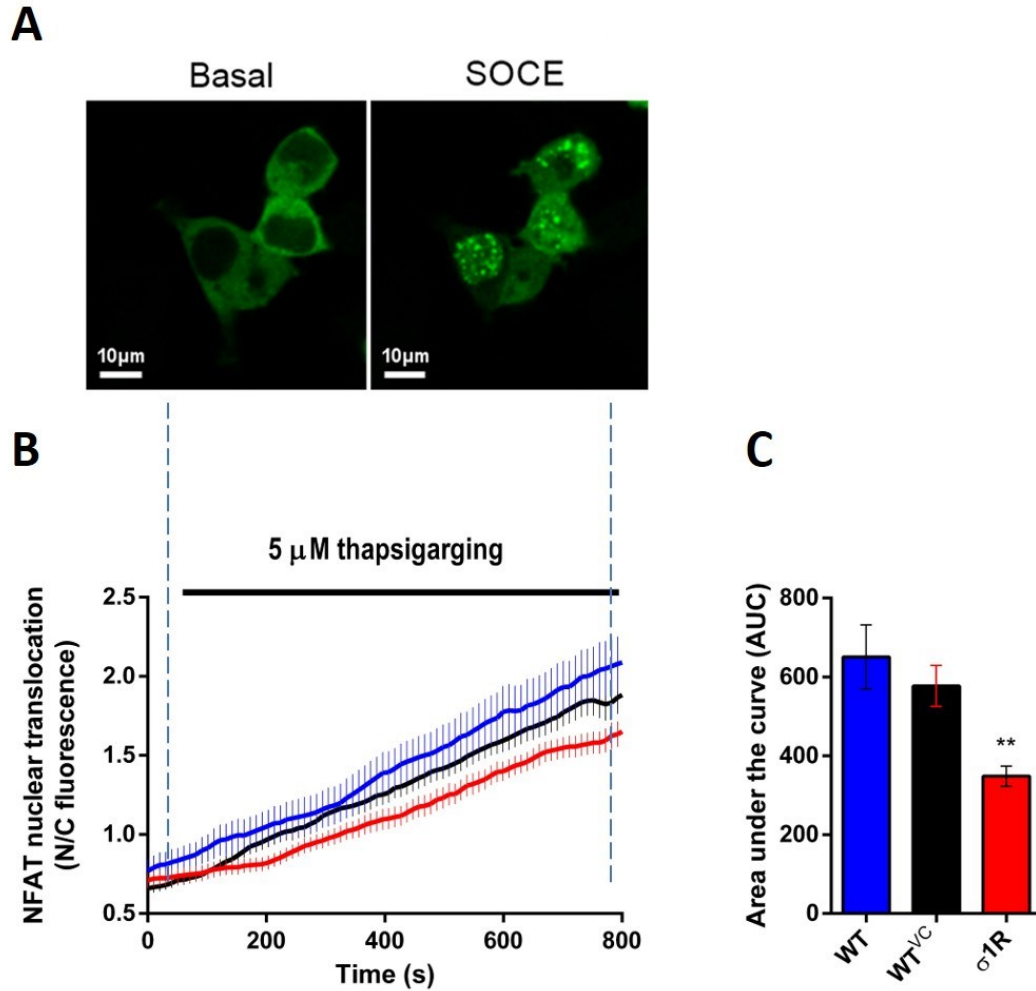 A
Basal
SOCE
10μm
10μm
B
C
5 μM thapsigarging
NFAT nuclear translocation
(N/C fluorescence)
2.5
2.0
1.5
1.0
0.5
0
200
400
600
800
Time (s)
Area under the curve (AUC)
800
600
400
200
0
**
WT
WTVC
σ1R